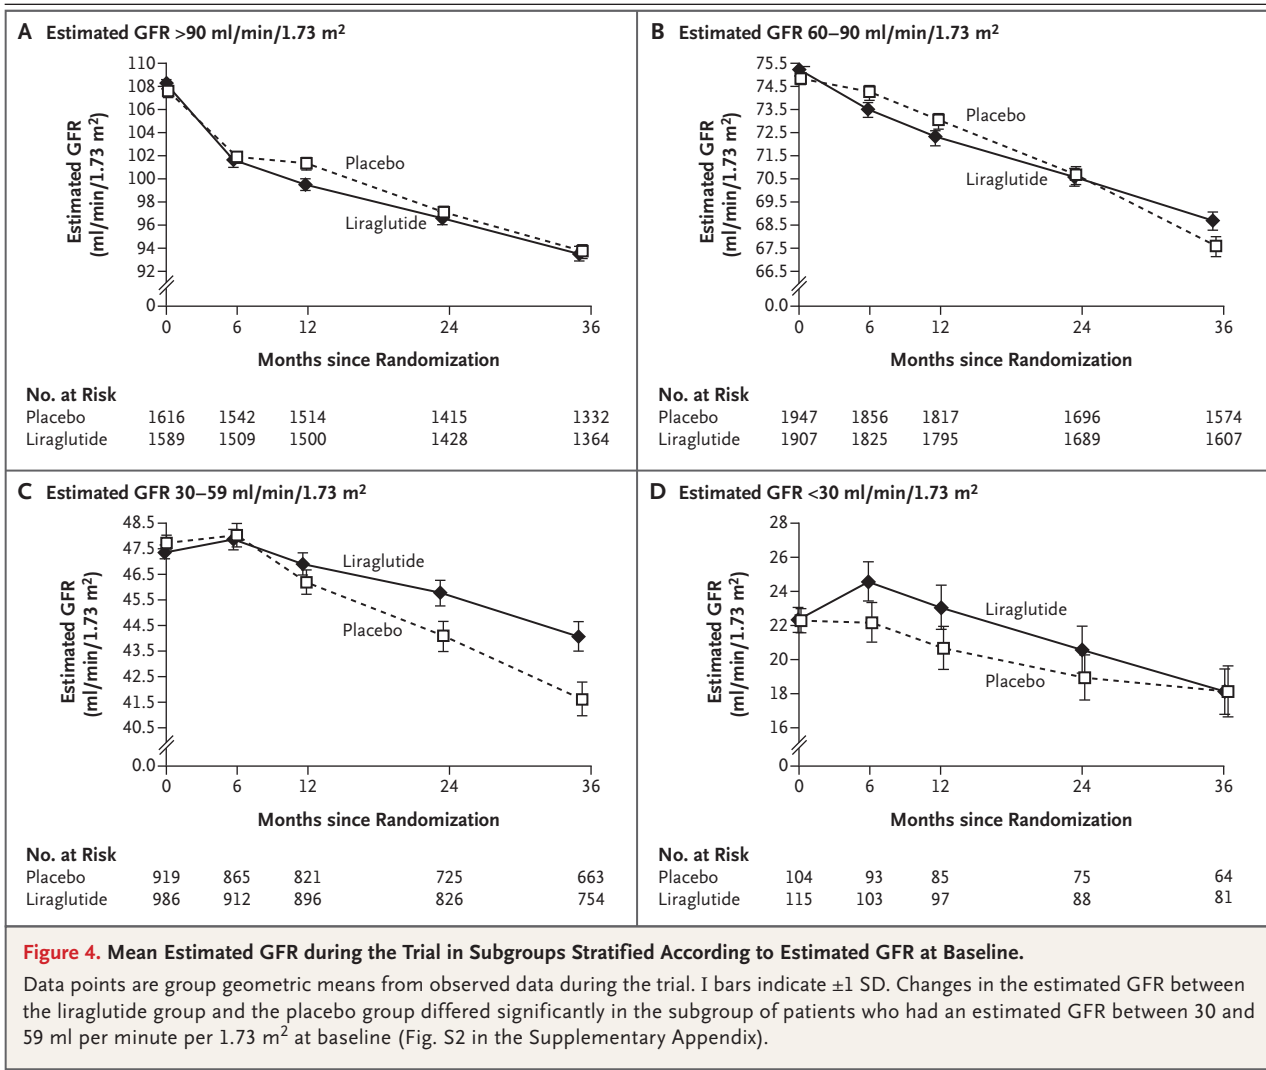 A Estimated GFR >90 ml/min/1.73 m²
110
108
106
104
102
100
98
96
94
92
0
Estimated GFR
(ml/min/1.73 m²)
Placebo
Liraglutide
0 6 12 24 36
Months since Randomization
No. at Risk
Placebo 1616 1542 1514 1415 1332
Liraglutide 1589 1509 1500 1428 1364
B Estimated GFR 60–90 ml/min/1.73 m²
75.5
74.5
73.5
72.5
71.5
70.5
69.5
68.5
67.5
66.5
0.0
Estimated GFR
(ml/min/1.73 m²)
Placebo
Liraglutide
0 6 12 24 36
Months since Randomization
No. at Risk
Placebo 1947 1856 1817 1696 1574
Liraglutide 1907 1825 1795 1689 1607
C Estimated GFR 30–59 ml/min/1.73 m²
48.5
47.5
46.5
45.5
44.5
43.5
42.5
41.5
40.5
0.0
Estimated GFR
(ml/min/1.73 m²)
Liraglutide
Placebo
0 6 12 24 36
Months since Randomization
No. at Risk
Placebo 919 865 821 725 663
Liraglutide 986 912 896 826 754
D Estimated GFR <30 ml/min/1.73 m²
28
26
24
22
20
18
16
0
Estimated GFR
(ml/min/1.73 m²)
Liraglutide
Placebo
0 6 12 24 36
Months since Randomization
No. at Risk
Placebo 104 93 85 75 64
Liraglutide 115 103 97 88 81
Figure 4. Mean Estimated GFR during the Trial in Subgroups Stratified According to Estimated GFR at Baseline.
Data points are group geometric means from observed data during the trial. I bars indicate ±1 SD. Changes in the estimated GFR between
the liraglutide group and the placebo group differed significantly in the subgroup of patients who had an estimated GFR between 30 and
59 ml per minute per 1.73 m² at baseline (Fig. S2 in the Supplementary Appendix).